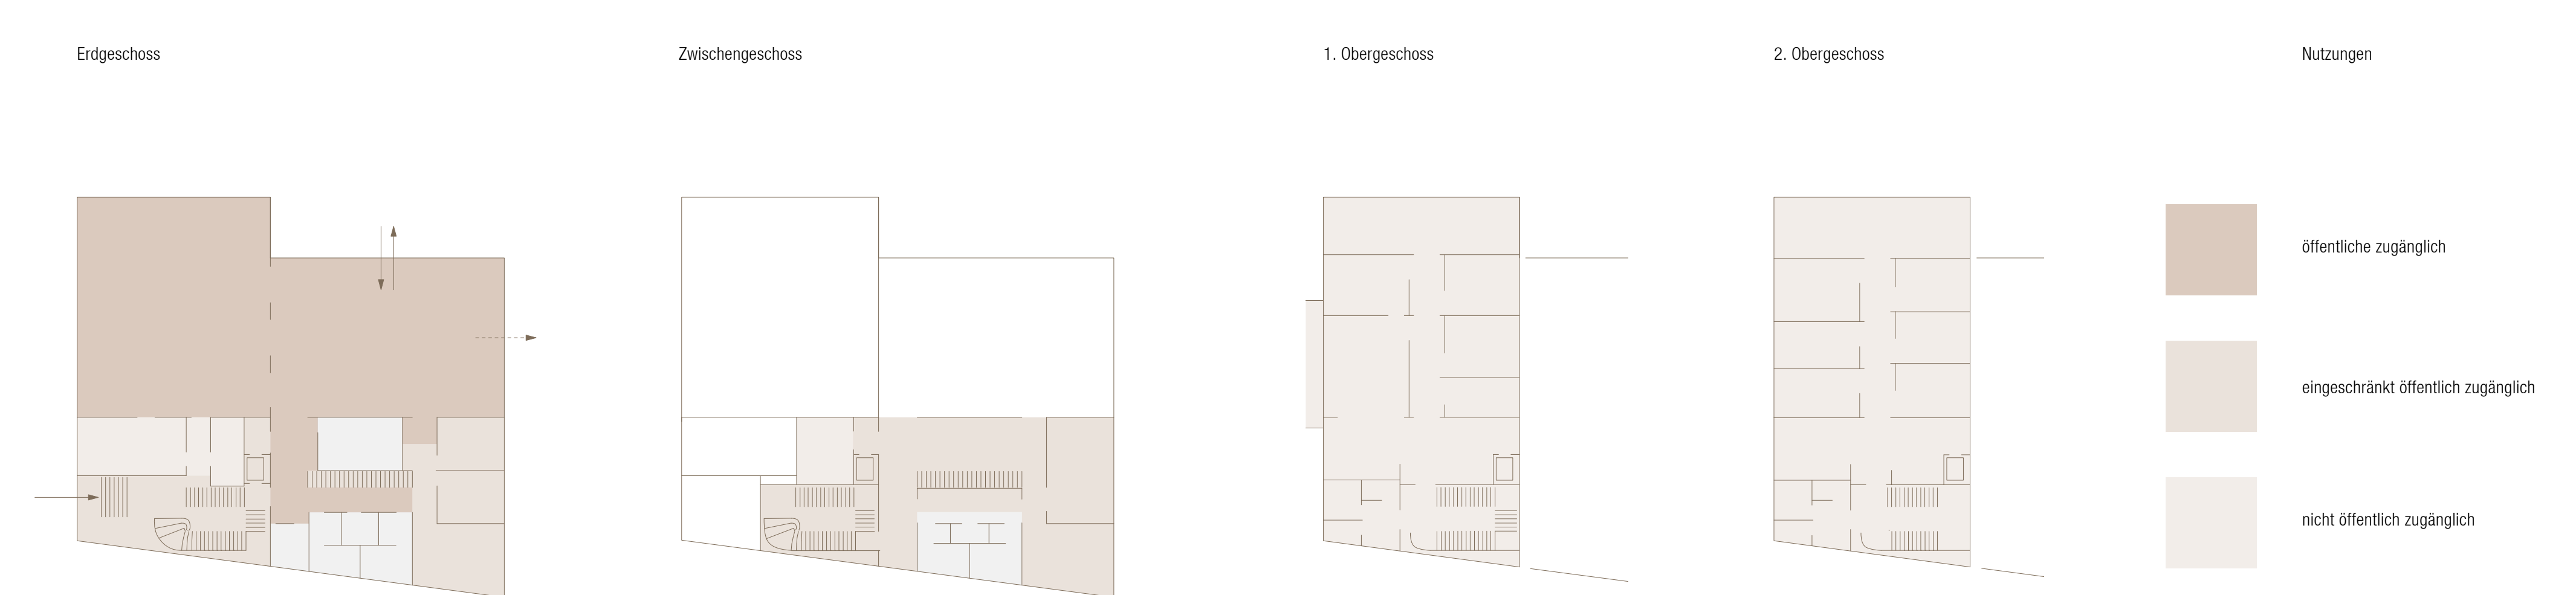 Erdgeschoss
Zwischengeschoss
1. Obergeschoss
2. Obergeschoss
Nutzungen
öffentliche zugänglich
eingeschränkt öffentlich zugänglich
nicht öffentlich zugänglich